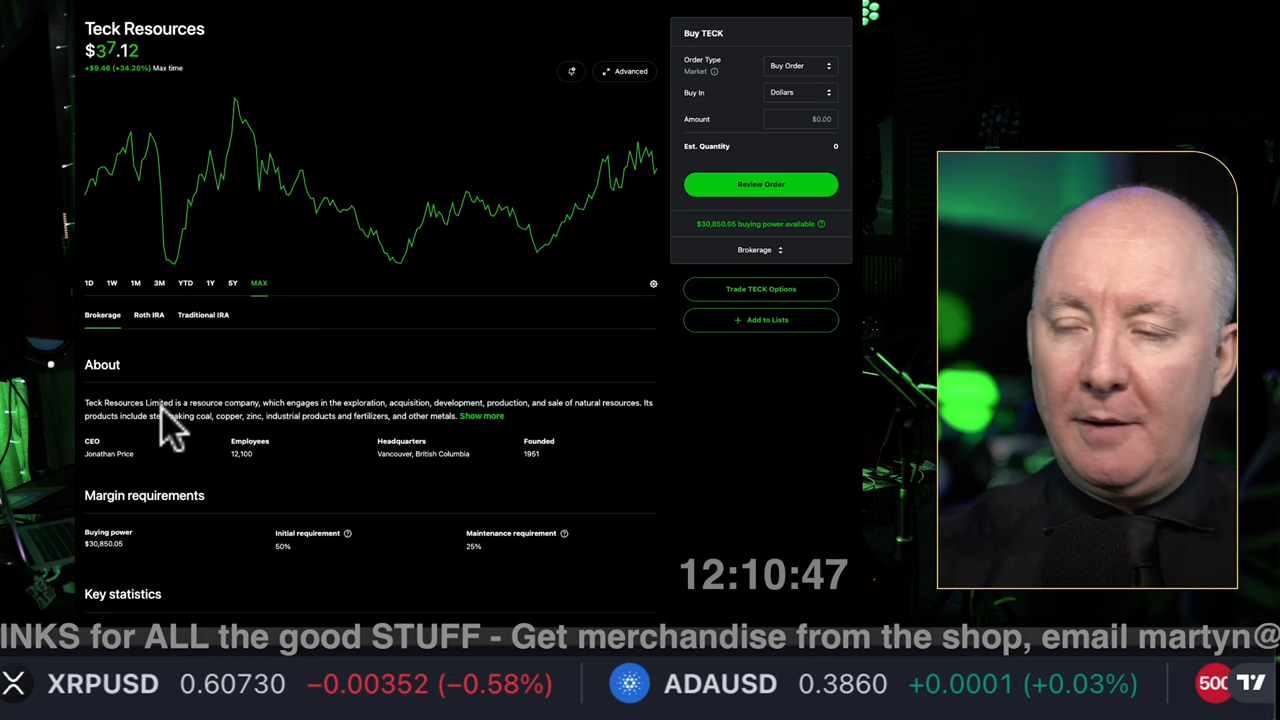 Teck Resources
$37.12
+$9.46 (+34.20%) Max time
Advanced
1D 1W 1M 3M YTD 1Y 5Y MAX
Brokerage Roth IRA Traditional IRA
About
Teck Resources Limited is a resource company, which engages in the exploration, acquisition, development, production, and sale of natural resources. Its
products include coal, copper, zinc, industrial products and fertilizers, and other metals. Show more
CEO Employees Headquarters Founded
Jonathan Price 12,100 Vancouver, British Columbia 1951
Margin requirements
Buying power Initial requirement Maintenance requirement
$30,850.05 50% 25%
Key statistics
Buy TECK
Order Type Buy Order
Market
Buy In Dollars
Amount $0.00
Est. Quantity 0
Review Order
$30,850.05 buying power available
Brokerage
Trade TECK Options
+ Add to Lists
12:10:47
INKS for ALL the good STUFF - Get merchandise from the shop, email martyn@
XRPUSD 0.60730 −0.00352 (−0.58%) ADAUSD 0.3860 +0.0001 (+0.03%) 500